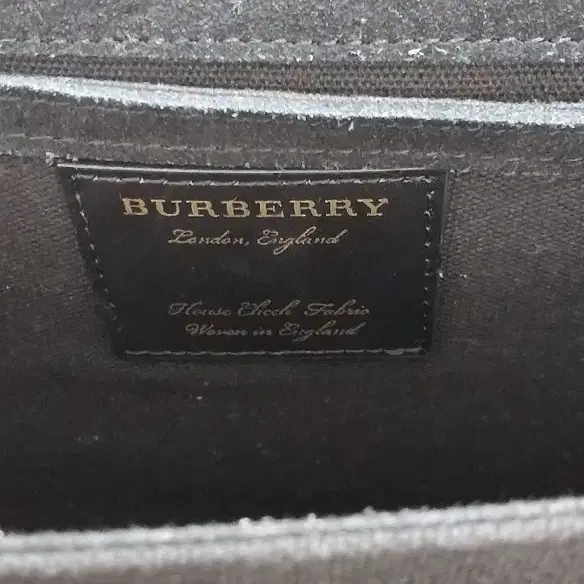 BURBERRY
London, England
House Check Fabric
Woven in England